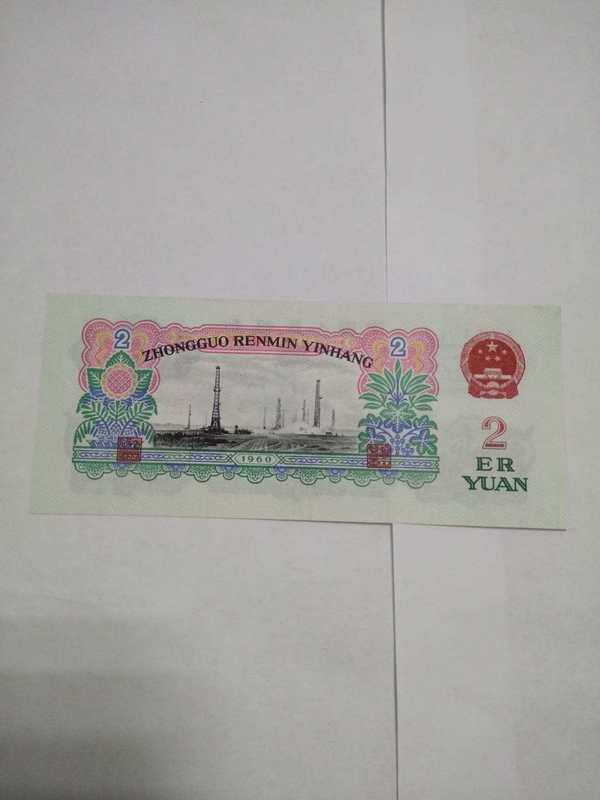 2
ZHONGGUO RENMIN YINHANG
2
1960
2
ER
YUAN